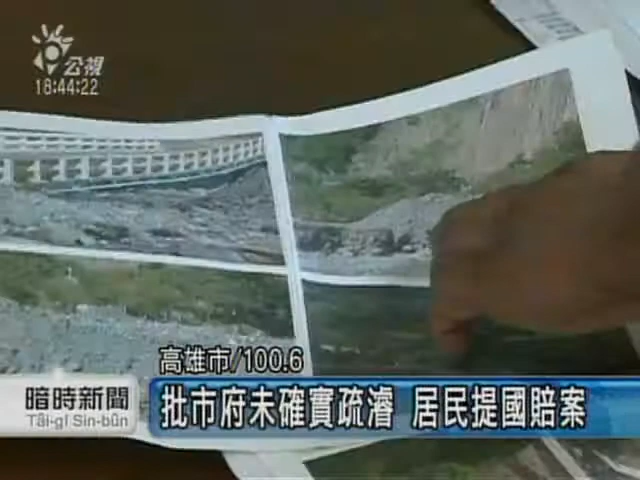 公視
18:44:22
高雄市/100.6
批市府未確實疏濬 居民提國賠案
暗時新聞
Tâi-gí Sin-bûn